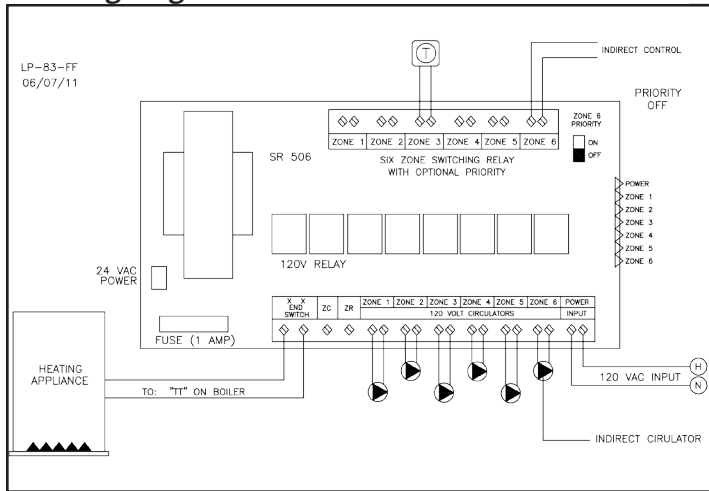 LP-83-FF
06/07/11
T
INDIRECT CONTROL
PRIORITY
OFF
ZONE 6
PRIORITY
ON
OFF
ZONE 1 ZONE 2 ZONE 3 ZONE 4 ZONE 5 ZONE 6
SR 506
SIX ZONE SWITCHING RELAY
WITH OPTIONAL PRIORITY
POWER
ZONE 1
ZONE 2
ZONE 3
ZONE 4
ZONE 5
ZONE 6
24 VAC
POWER
120V RELAY
X X
END
SWITCH
ZC
ZR
ZONE 1 ZONE 2 ZONE 3 ZONE 4 ZONE 5 ZONE 6
120 VOLT CIRCULATORS
POWER
INPUT
FUSE (1 AMP)
HEATING
APPLIANCE
TO: "TT" ON BOILER
H
120 VAC INPUT
N
INDIRECT CIRULATOR